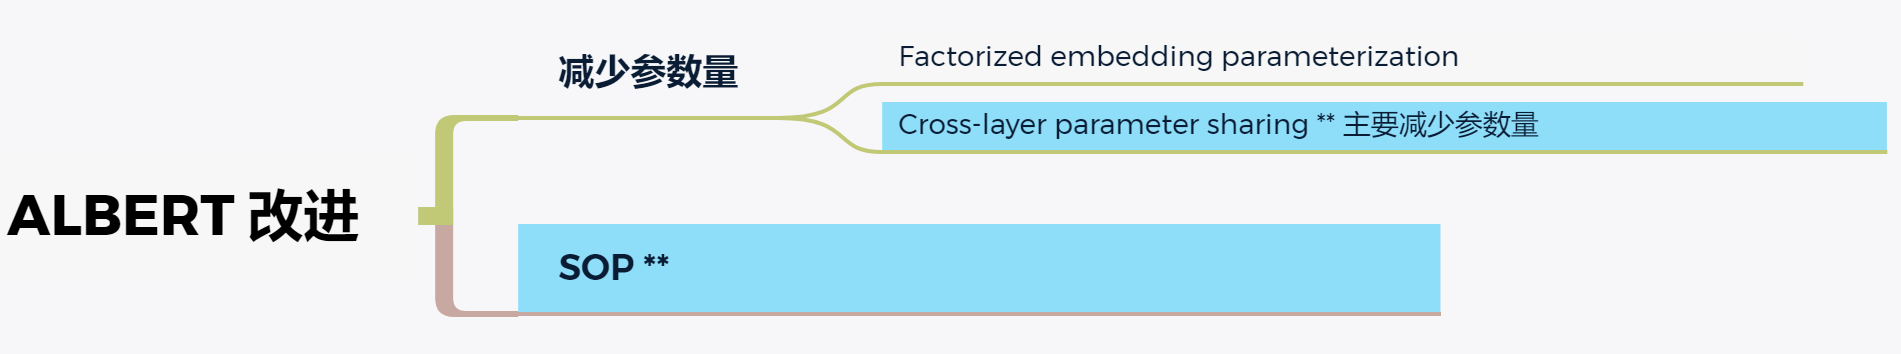 ALBERT 改进
减少参数量
Factorized embedding parameterization
Cross-layer parameter sharing ** 主要减少参数量
SOP **